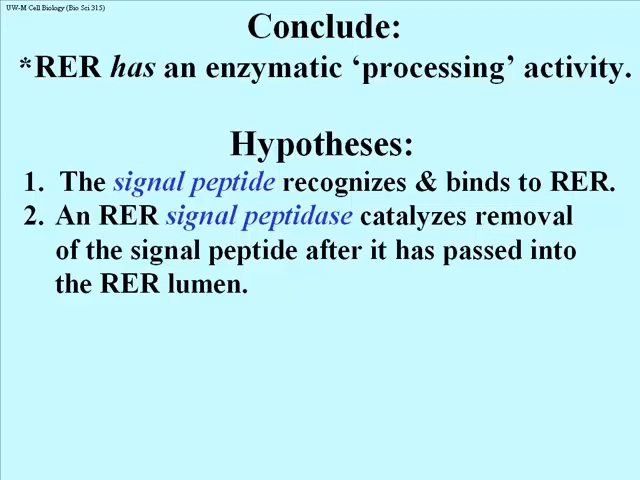 UW-M Cell Biology (Bio Sci 315)
Conclude:
*RER has an enzymatic ‘processing’ activity.
Hypotheses:
1. The signal peptide recognizes & binds to RER.
2. An RER signal peptidase catalyzes removal
of the signal peptide after it has passed into
the RER lumen.